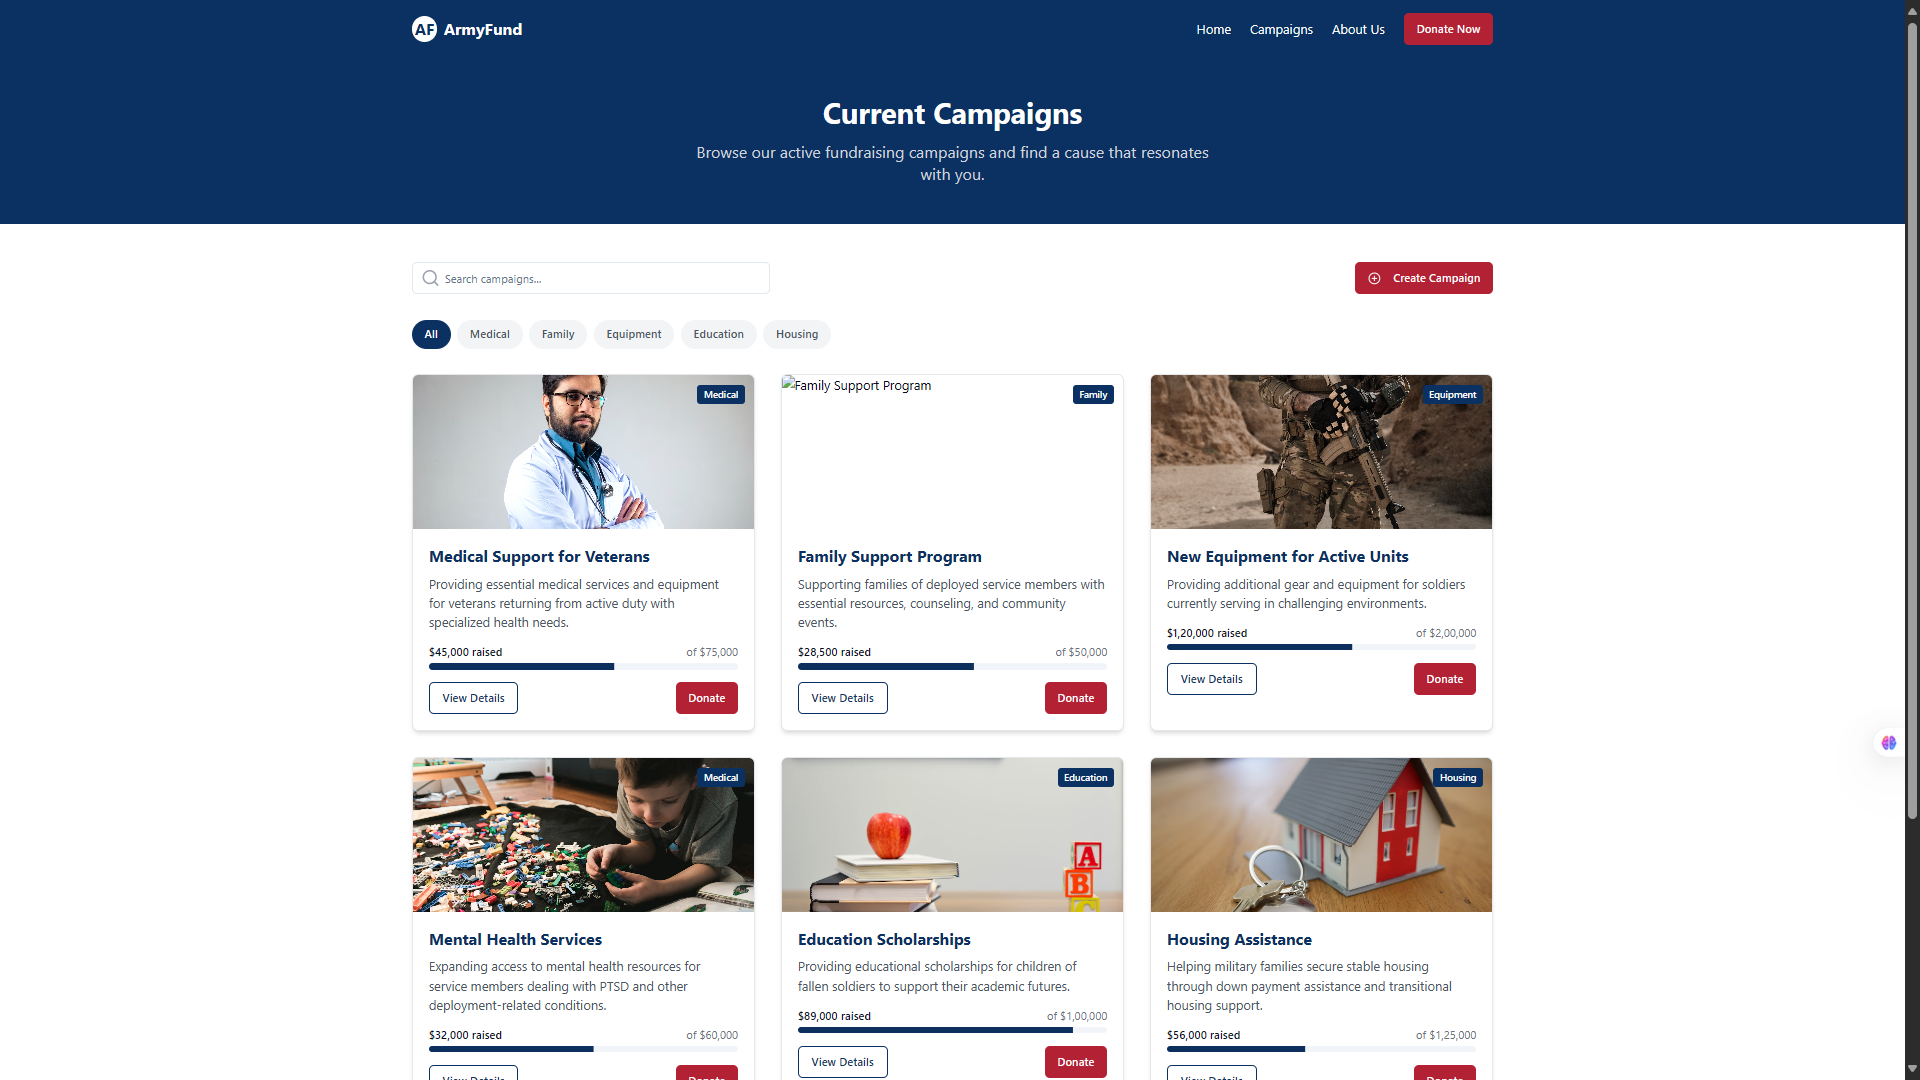 AF ArmyFund
Home Campaigns About Us Donate Now
Current Campaigns
Browse our active fundraising campaigns and find a cause that resonates
with you.
Search campaigns...
Create Campaign
All Medical Family Equipment Education Housing
Medical
Medical Support for Veterans
Providing essential medical services and equipment
for veterans returning from active duty with
specialized health needs.
$45,000 raised of $75,000
View Details Donate
Family Support Program
Family
Family Support Program
Supporting families of deployed service members with
essential resources, counseling, and community
events.
$28,500 raised of $50,000
View Details Donate
Equipment
New Equipment for Active Units
Providing additional gear and equipment for soldiers
currently serving in challenging environments.
$1,20,000 raised of $2,00,000
View Details Donate
Medical
Mental Health Services
Expanding access to mental health resources for
service members dealing with PTSD and other
deployment-related conditions.
$32,000 raised of $60,000
View Details Donate
Education
A
B
C
Education Scholarships
Providing educational scholarships for children of
fallen soldiers to support their academic futures.
$89,000 raised of $1,00,000
View Details Donate
Housing
Housing Assistance
Helping military families secure stable housing
through down payment assistance and transitional
housing support.
$56,000 raised of $1,25,000
View Details Donate